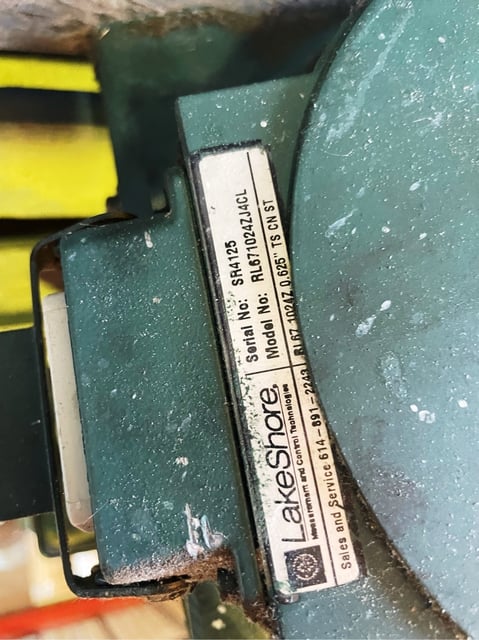 LakeShore
Measurement and Control Technologies
Sales and Service 614-891-2243
Serial No: SR4125
Model No: RL671024ZJ4CL
RL67 1024Z 0.625" TS CN ST